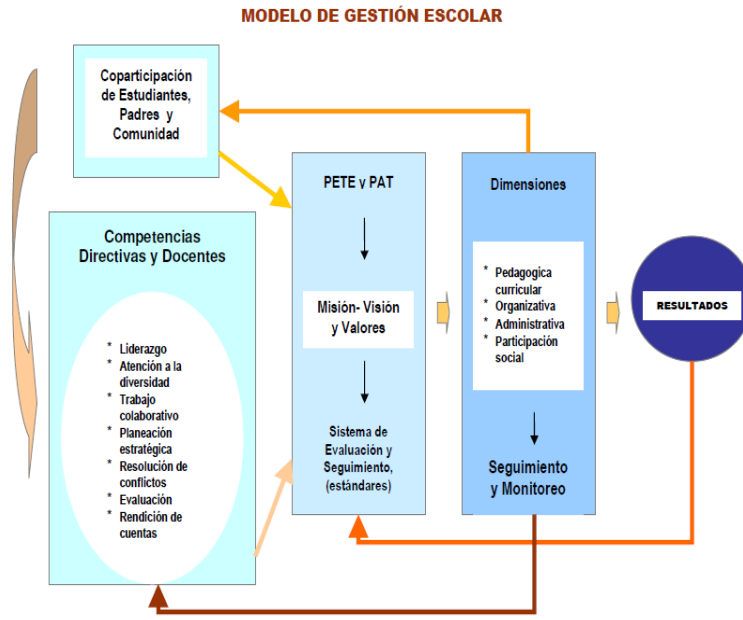 MODELO DE GESTIÓN ESCOLAR
Coparticipación
de Estudiantes,
Padres y
Comunidad
Competencias
Directivas y Docentes
* Liderazgo
* Atención a la
diversidad
* Trabajo
colaborativo
* Planeación
estratégica
* Resolución de
conflictos
* Evaluación
* Rendición de
cuentas
PETE y PAT
Misión- Visión
y Valores
Sistema de
Evaluación y
Seguimiento,
(estándares)
Dimensiones
* Pedagogica
curricular
* Organizativa
* Administrativa
* Participación
social
Seguimiento
y Monitoreo
RESULTADOS